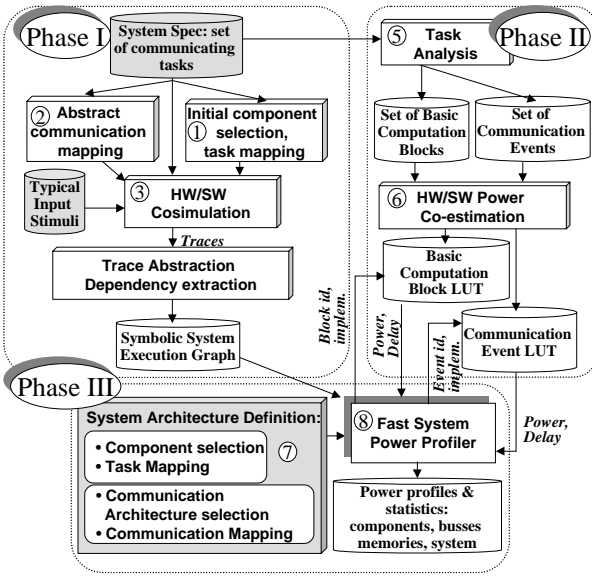 Phase I
System Spec: set
of communicating
tasks
② Abstract
communication
mapping
Initial component
① selection,
task mapping
Typical
Input
Stimuli
③ HW/SW
Cosimulation
Traces
Trace Abstraction
Dependency extraction
Symbolic System
Execution Graph
Phase II
⑤ Task
Analysis
Set of Basic
Computation
Blocks
Set of
Communication
Events
⑥ HW/SW Power
Co-estimation
Basic
Computation
Block LUT
Communication
Event LUT
Block id,
implem.
Power,
Delay
Event id,
implem.
Power,
Delay
Phase III
System Architecture Definition:
• Component selection
• Task Mapping
⑦
• Communication
Architecture selection
• Communication Mapping
⑧ Fast System
Power Profiler
Power profiles &
statistics:
components, busses
memories, system